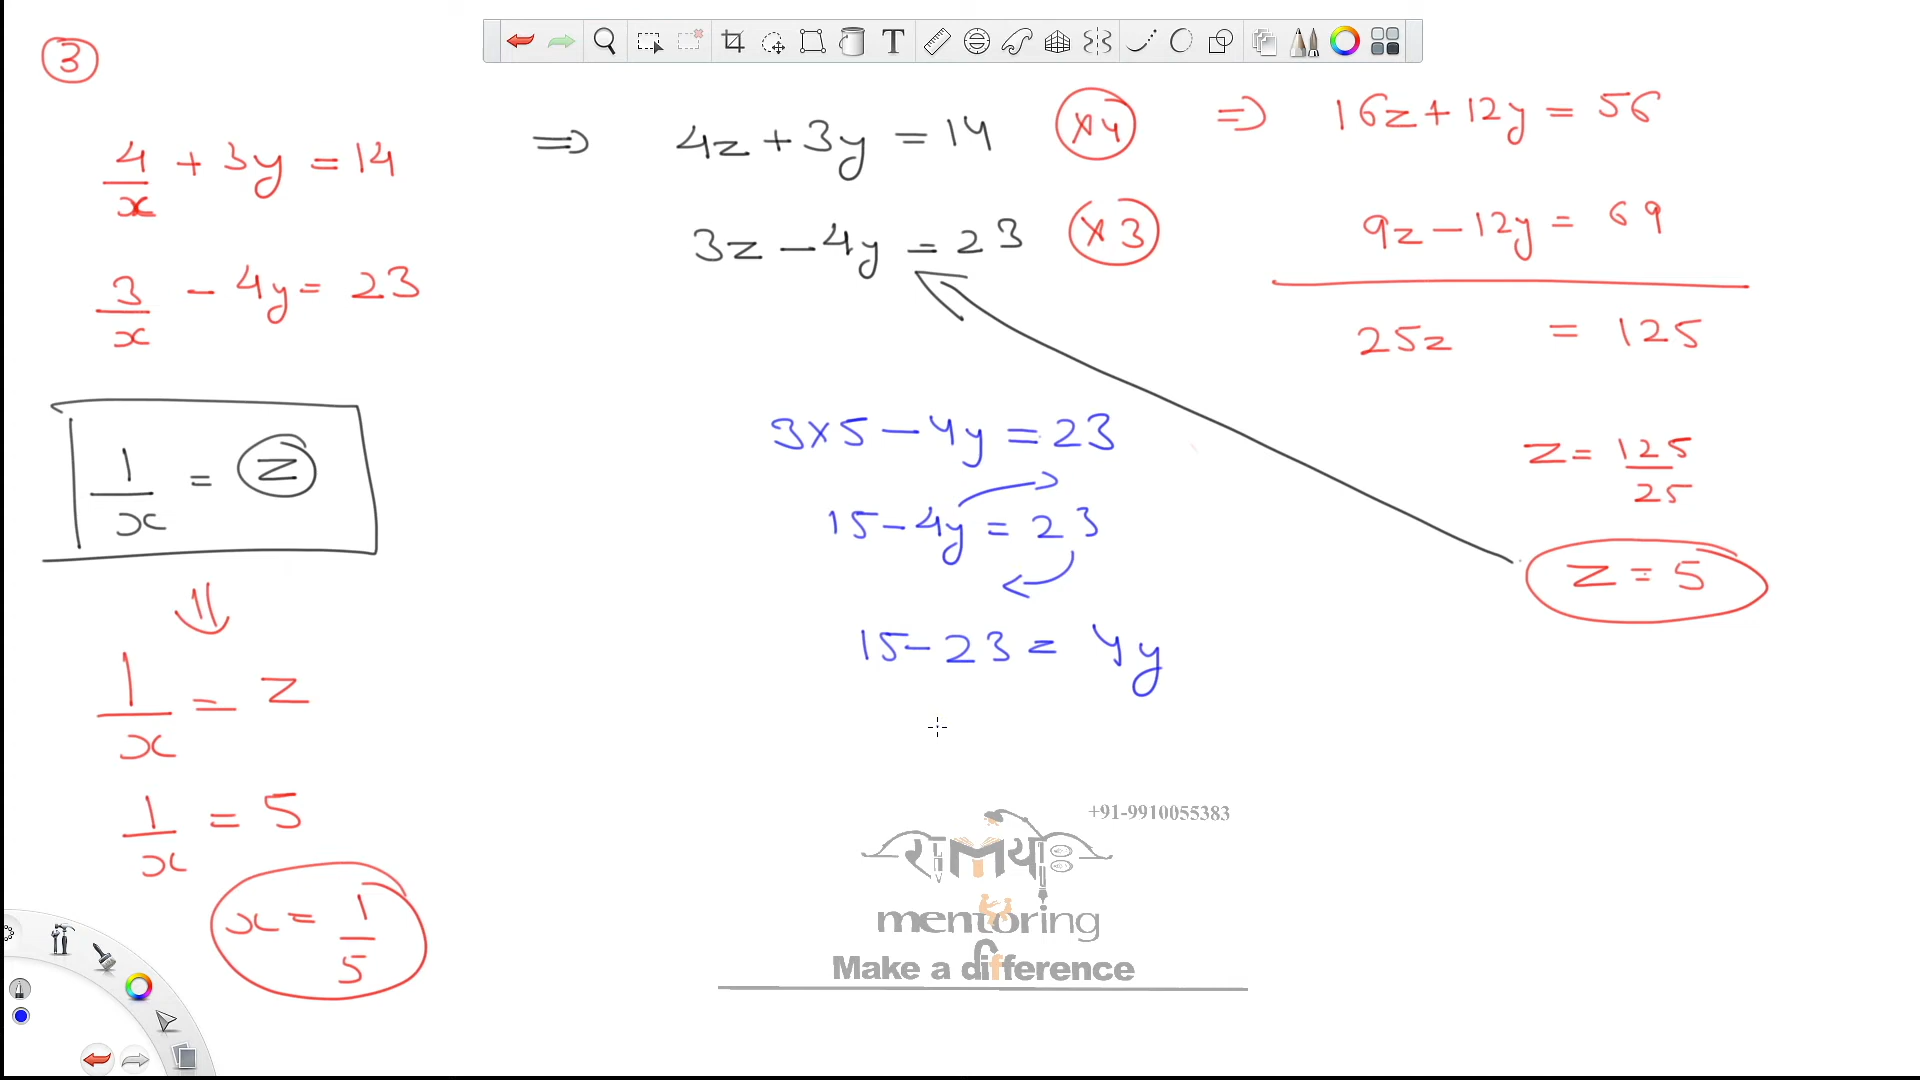 3
4/x + 3y = 14
3/x - 4y = 23
1/x = z
1/x = z
1/x = 5
x = 1/5
⇒ 4z + 3y = 14 ×4
3z - 4y = 23 ×3
3×5 - 4y = 23
15 - 4y = 23
15 - 23 = 4y
⇒ 16z + 12y = 56
9z - 12y = 69
25z = 125
z = 125/25
z = 5
+91-9910055383
रामया
mentoring
Make a difference